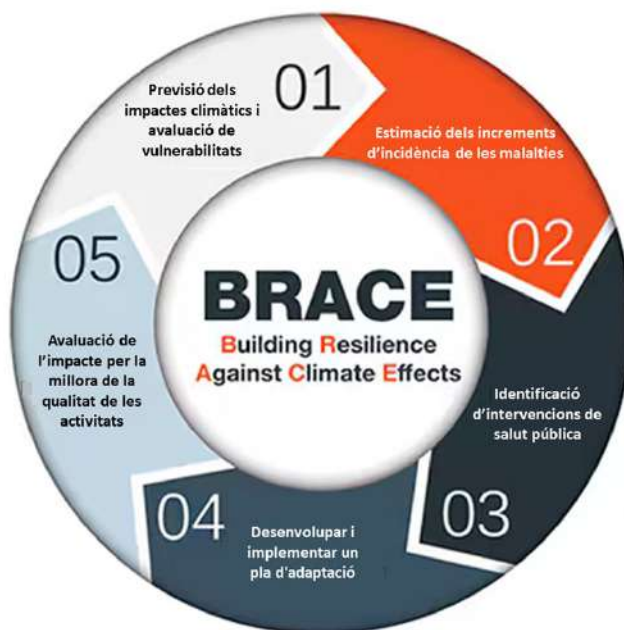 01
Previsió dels
impactes climàtics i
avaluació de
vulnerabilitats
Estimació dels increments
d'incidència de les malalties
02
Identificació
d'intervencions de
salut pública
03
04
Desenvolupar i
implementar un
pla d'adaptació
05
Avaluació de
l'impacte per la
millora de la
qualitat de les
activitats
BRACE
Building Resilience
Against Climate Effects